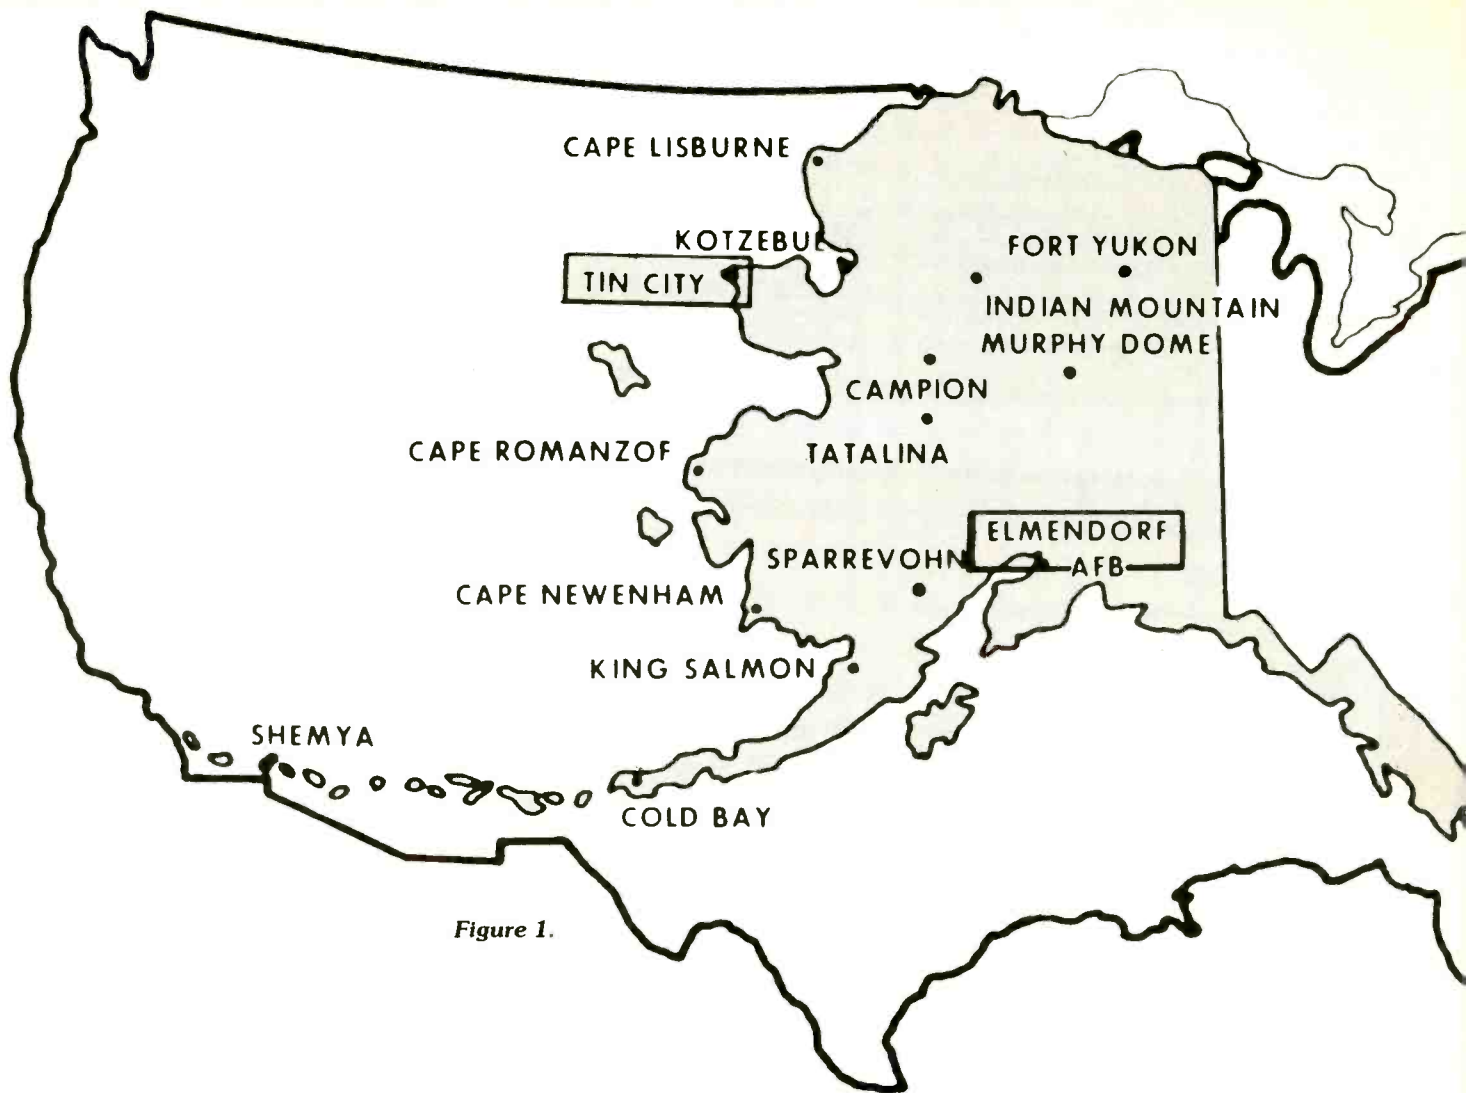 CAPE LISBURNE
KOTZEBUE
FORT YUKON
TIN CITY
INDIAN MOUNTAIN
MURPHY DOME
CAMPION
CAPE ROMANZOF
TATALINA
ELMENDORF
AFB
SPARREVOHN
CAPE NEWENHAM
KING SALMON
SHEMYA
COLD BAY
Figure 1.